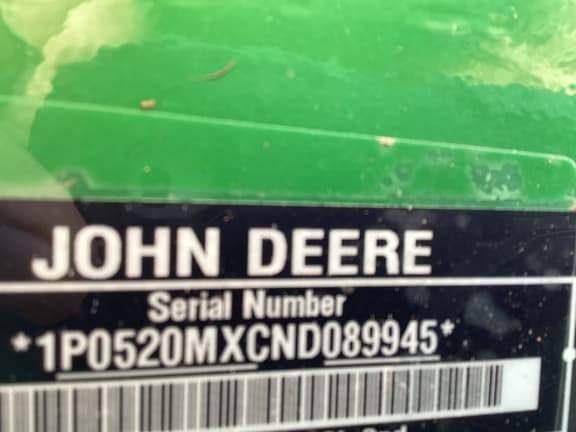 JOHN DEERE
Serial Number
*1P0520MXCND089945*